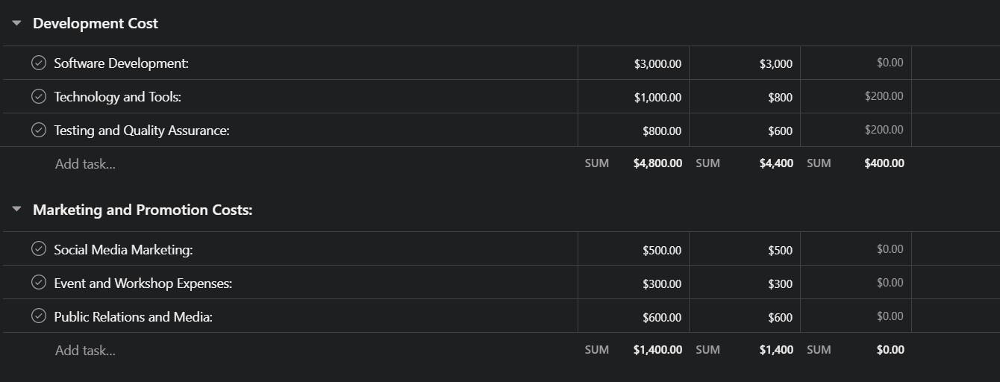 Development Cost
Software Development: $3,000.00 $3,000 $0.00
Technology and Tools: $1,000.00 $800 $200.00
Testing and Quality Assurance: $800.00 $600 $200.00
Add task... SUM $4,800.00 SUM $4,400 SUM $400.00
Marketing and Promotion Costs:
Social Media Marketing: $500.00 $500 $0.00
Event and Workshop Expenses: $300.00 $300 $0.00
Public Relations and Media: $600.00 $600 $0.00
Add task... SUM $1,400.00 SUM $1,400 SUM $0.00